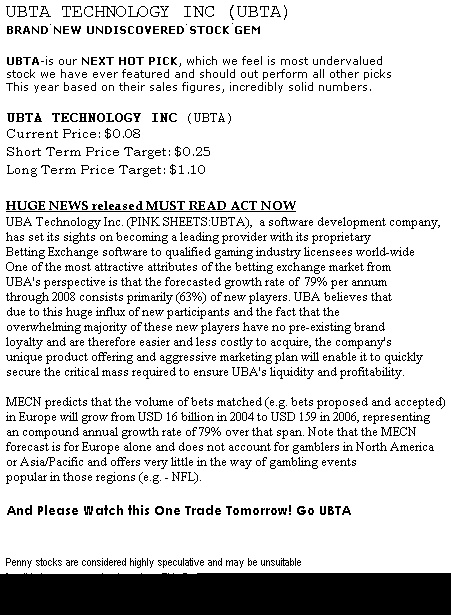 UBTA TECHNOLOGY INC (UBTA)
BRAND NEW UNDISCOVERED STOCK GEM
UBTA-is our NEXT HOT PICK, which we feel is most undervalued
stock we have ever featured and should out perform all other picks
This year based on their sales figures, incredibly solid numbers.
UBTA TECHNOLOGY INC (UBTA)
Current Price: $0.08
Short Term Price Target: $0.25
Long Term Price Target: $1.10
HUGE NEWS released MUST READ ACT NOW
UBA Technology Inc. (PINK SHEETS:UBTA), a software development company,
has set its sights on becoming a leading provider with its proprietary
Betting Exchange software to qualified gaming industry licensees world-wide
One of the most attractive attributes of the betting exchange market from
UBA's perspective is that the forecasted growth rate of 79% per annum
through 2008 consists primarily (63%) of new players. UBA believes that
due to this huge influx of new participants and the fact that the
overwhelming majority of these new players have no pre-existing brand
loyalty and are therefore easier and less costly to acquire, the company's
unique product offering and aggressive marketing plan will enable it to quickly
secure the critical mass required to ensure UBA's liquidity and profitability.
MECN predicts that the volume of bets matched (e.g. bets proposed and accepted)
in Europe will grow from USD 16 billion in 2004 to USD 159 in 2006, representing
an compound annual growth rate of 79% over that span. Note that the MECN
forecast is for Europe alone and does not account for gamblers in North America
or Asia/Pacific and offers very little in the way of gambling events
popular in those regions (e.g. - NFL).
And Please Watch this One Trade Tomorrow! Go UBTA
Penny stocks are considered highly speculative and may be unsuitable